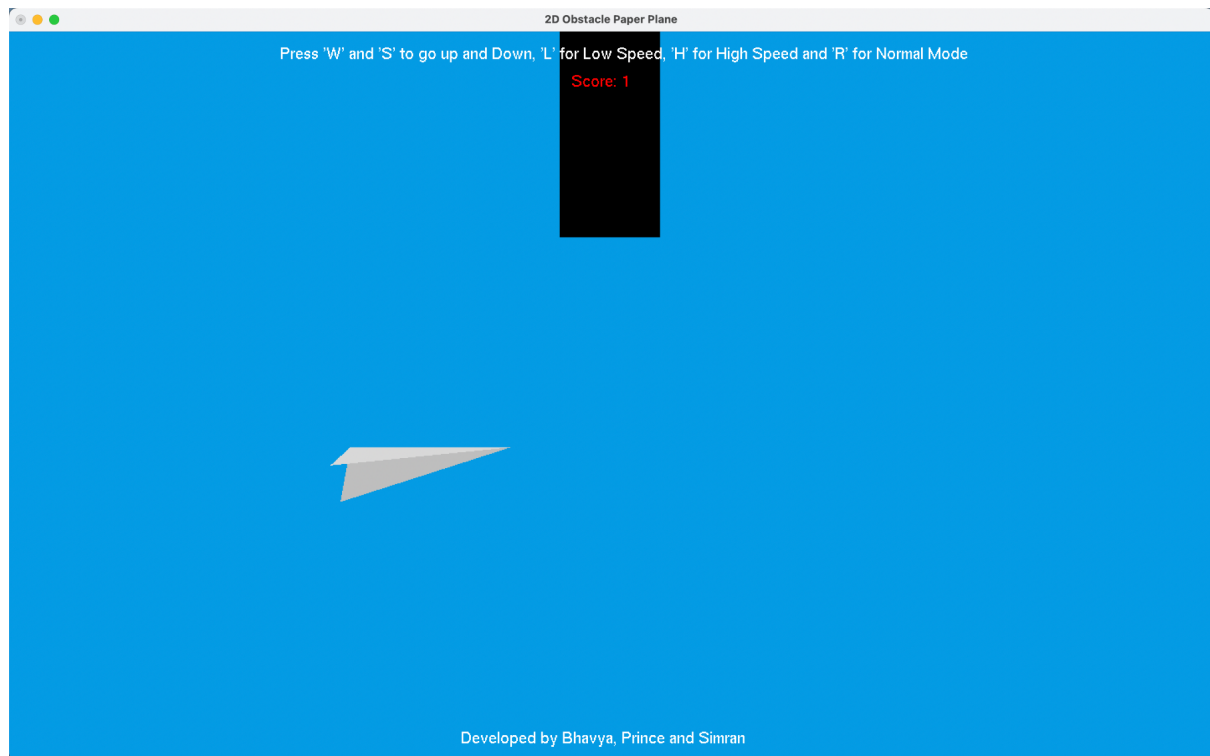 2D Obstacle Paper Plane
Press 'W' and 'S' to go up and Down, 'L' for Low Speed, 'H' for High Speed and 'R' for Normal Mode
Score: 1
Developed by Bhavya, Prince and Simran